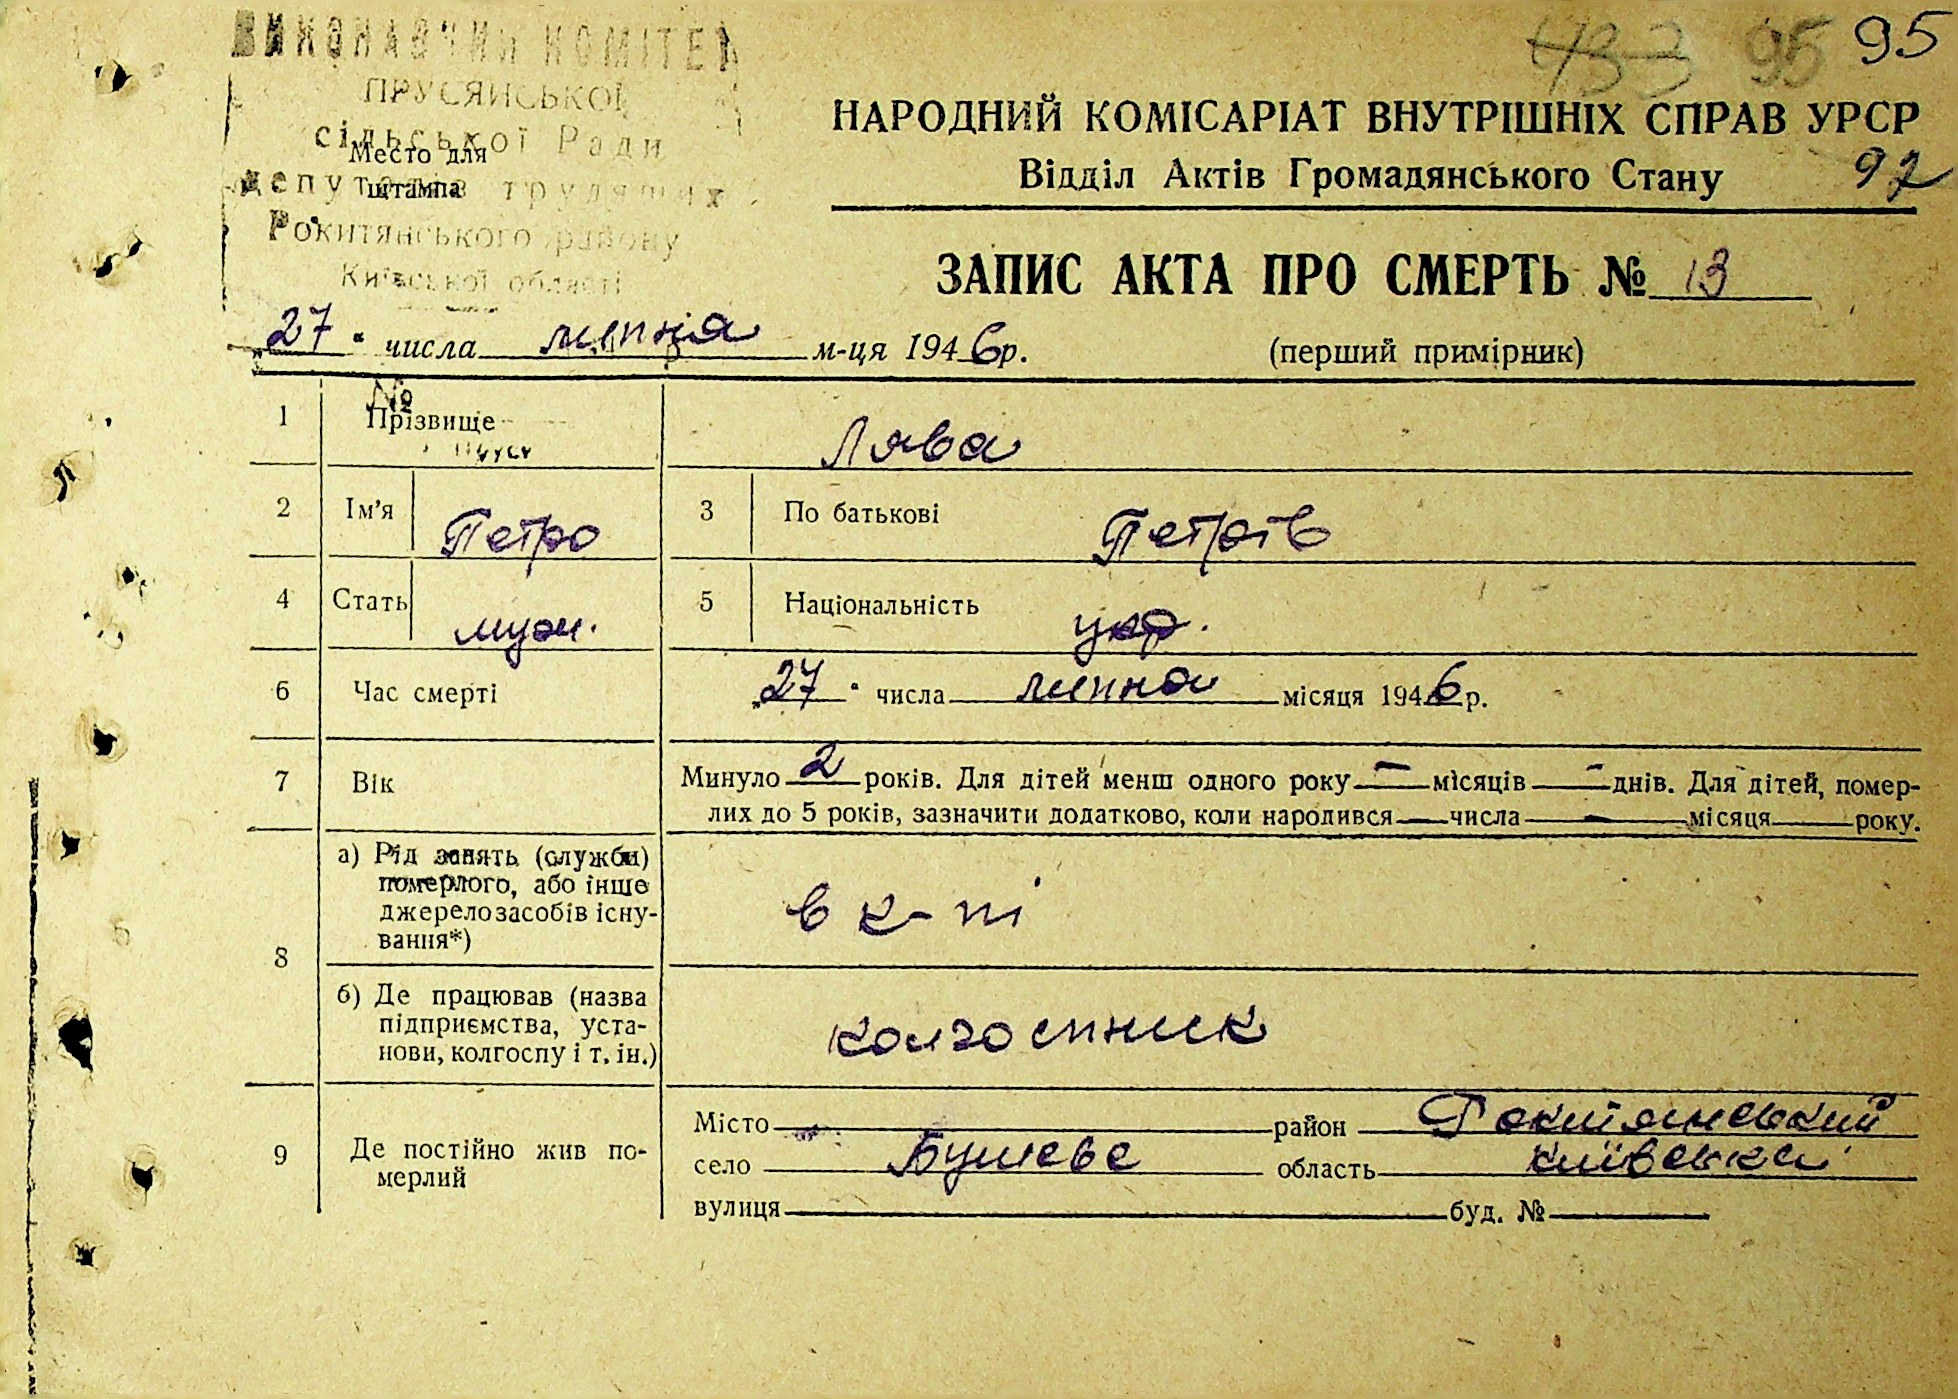 433 95 95
ВИКОНАВЧИЙ КОМІТЕТ
ПРУСЯНСЬКОЇ
сільської Ради
депутатів трудящих
Рокитянського району
Київської області
Место для
штампа
НАРОДНИЙ КОМІСАРІАТ ВНУТРІШНІХ СПРАВ УРСР
Відділ Актів Громадянського Стану 92
ЗАПИС АКТА ПРО СМЕРТЬ № 13
„27" числа липня м-ця 1946р.
(перший примірник)
№
1 Прізвище Лява
2 Ім'я Петро 3 По батькові Петрів
4 Стать муж. 5 Національність укр.
6 Час смерті „27" числа липня місяця 1946р.
7 Вік Минуло 2 років. Для дітей менш одного року — місяців — днів. Для дітей, помер-
лих до 5 років, зазначити додатково, коли народився — числа — місяця — року.
8 а) Рід занять (служби)
померлого, або інше
джерело засобів існу-
вання*)
в к-пі
б) Де працював (назва
підприємства, уста-
нови, колгоспу і т. ін.)
колгоспник
9 Де постійно жив по-
мерлий
Місто район Рокитянський
село Бушеве область київська
вулиця буд. №